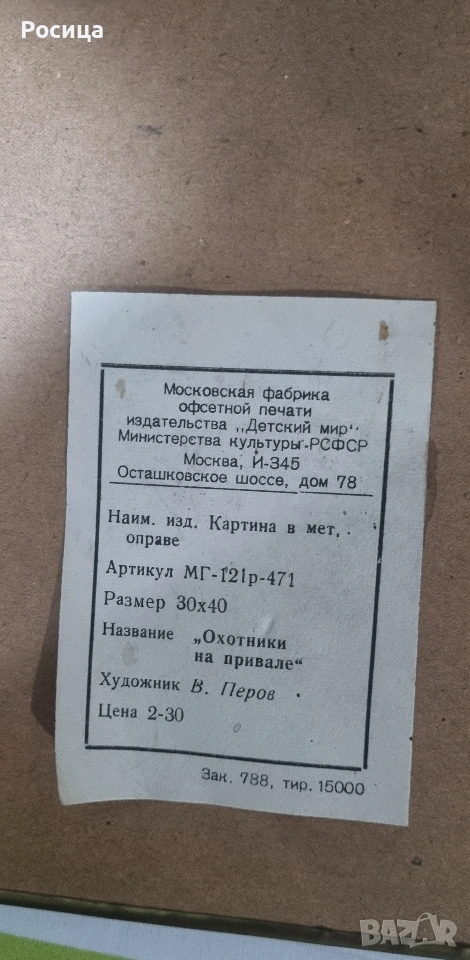 Росица
Московская фабрика
офсетной печати
издательства „Детский мир"
Министерства культуры РСФСР
Москва, И-345
Осташковское шоссе, дом 78
Наим. изд. Картина в мет.
оправе
Артикул МГ-121р-471
Размер 30х40
Название „Охотники
на привале“
Художник В. Перов
Цена 2-30
Зак. 788, тир. 15000
BAZAR